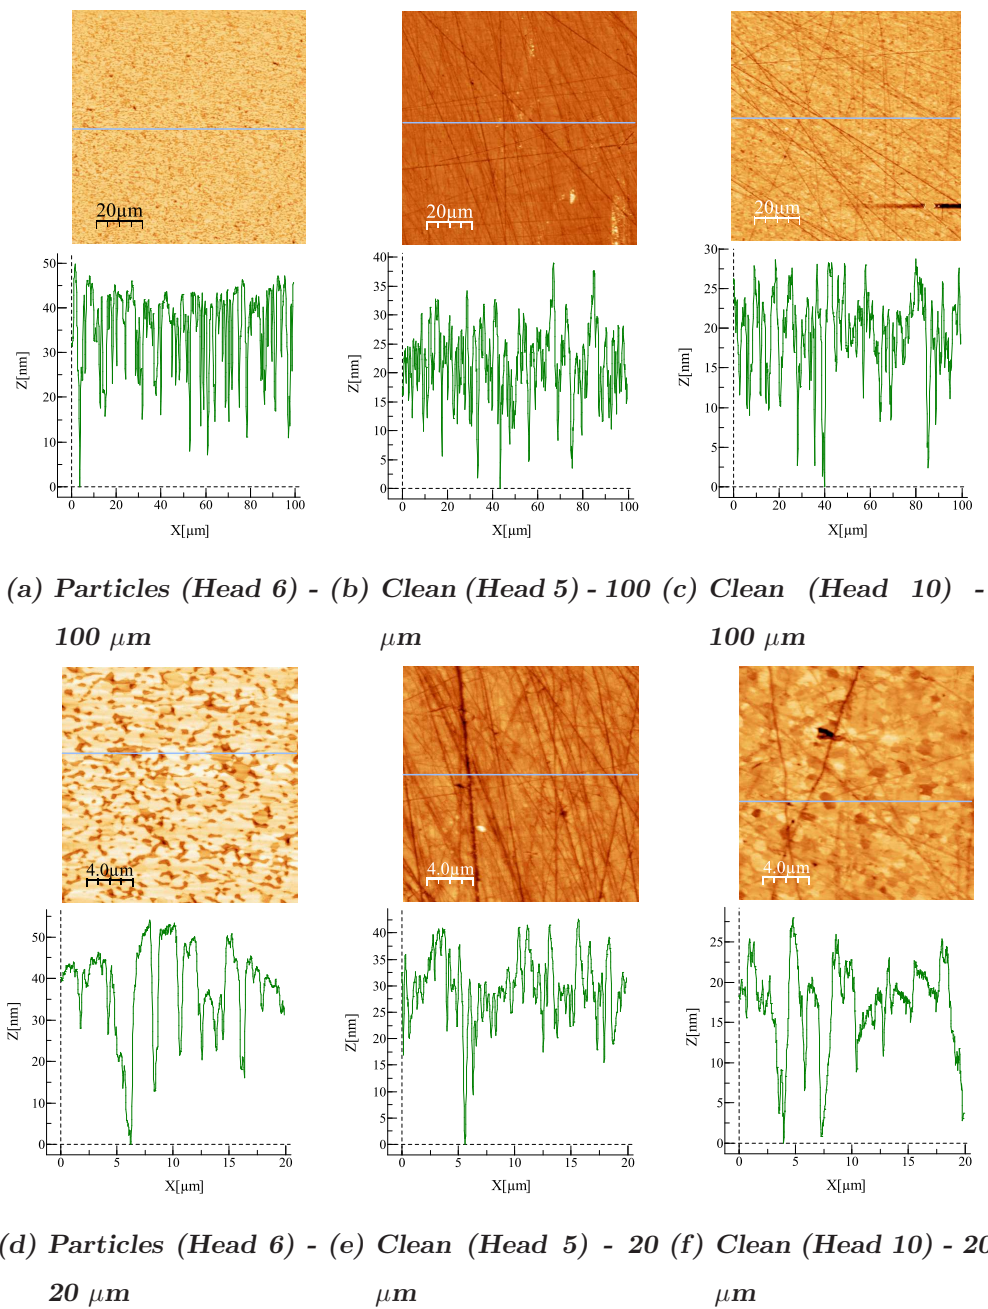 20µm
20µm
20µm
50
40
30
20
10
0
Z[nm]
0 20 40 60 80 100
X[µm]
40
35
30
25
20
15
10
5
0
Z[nm]
0 20 40 60 80 100
X[µm]
30
25
20
15
10
5
0
Z[nm]
0 20 40 60 80 100
X[µm]
(a) Particles (Head 6) -
100 µm
(b) Clean (Head 5) - 100
µm
(c) Clean (Head 10) -
100 µm
4.0µm
4.0µm
4.0µm
50
40
30
20
10
0
Z[nm]
0 5 10 15 20
X[µm]
40
35
30
25
20
15
10
5
0
Z[nm]
0 5 10 15 20
X[µm]
25
20
15
10
5
0
Z[nm]
0 5 10 15 20
X[µm]
(d) Particles (Head 6) -
20 µm
(e) Clean (Head 5) - 20
µm
(f) Clean (Head 10) - 20
µm